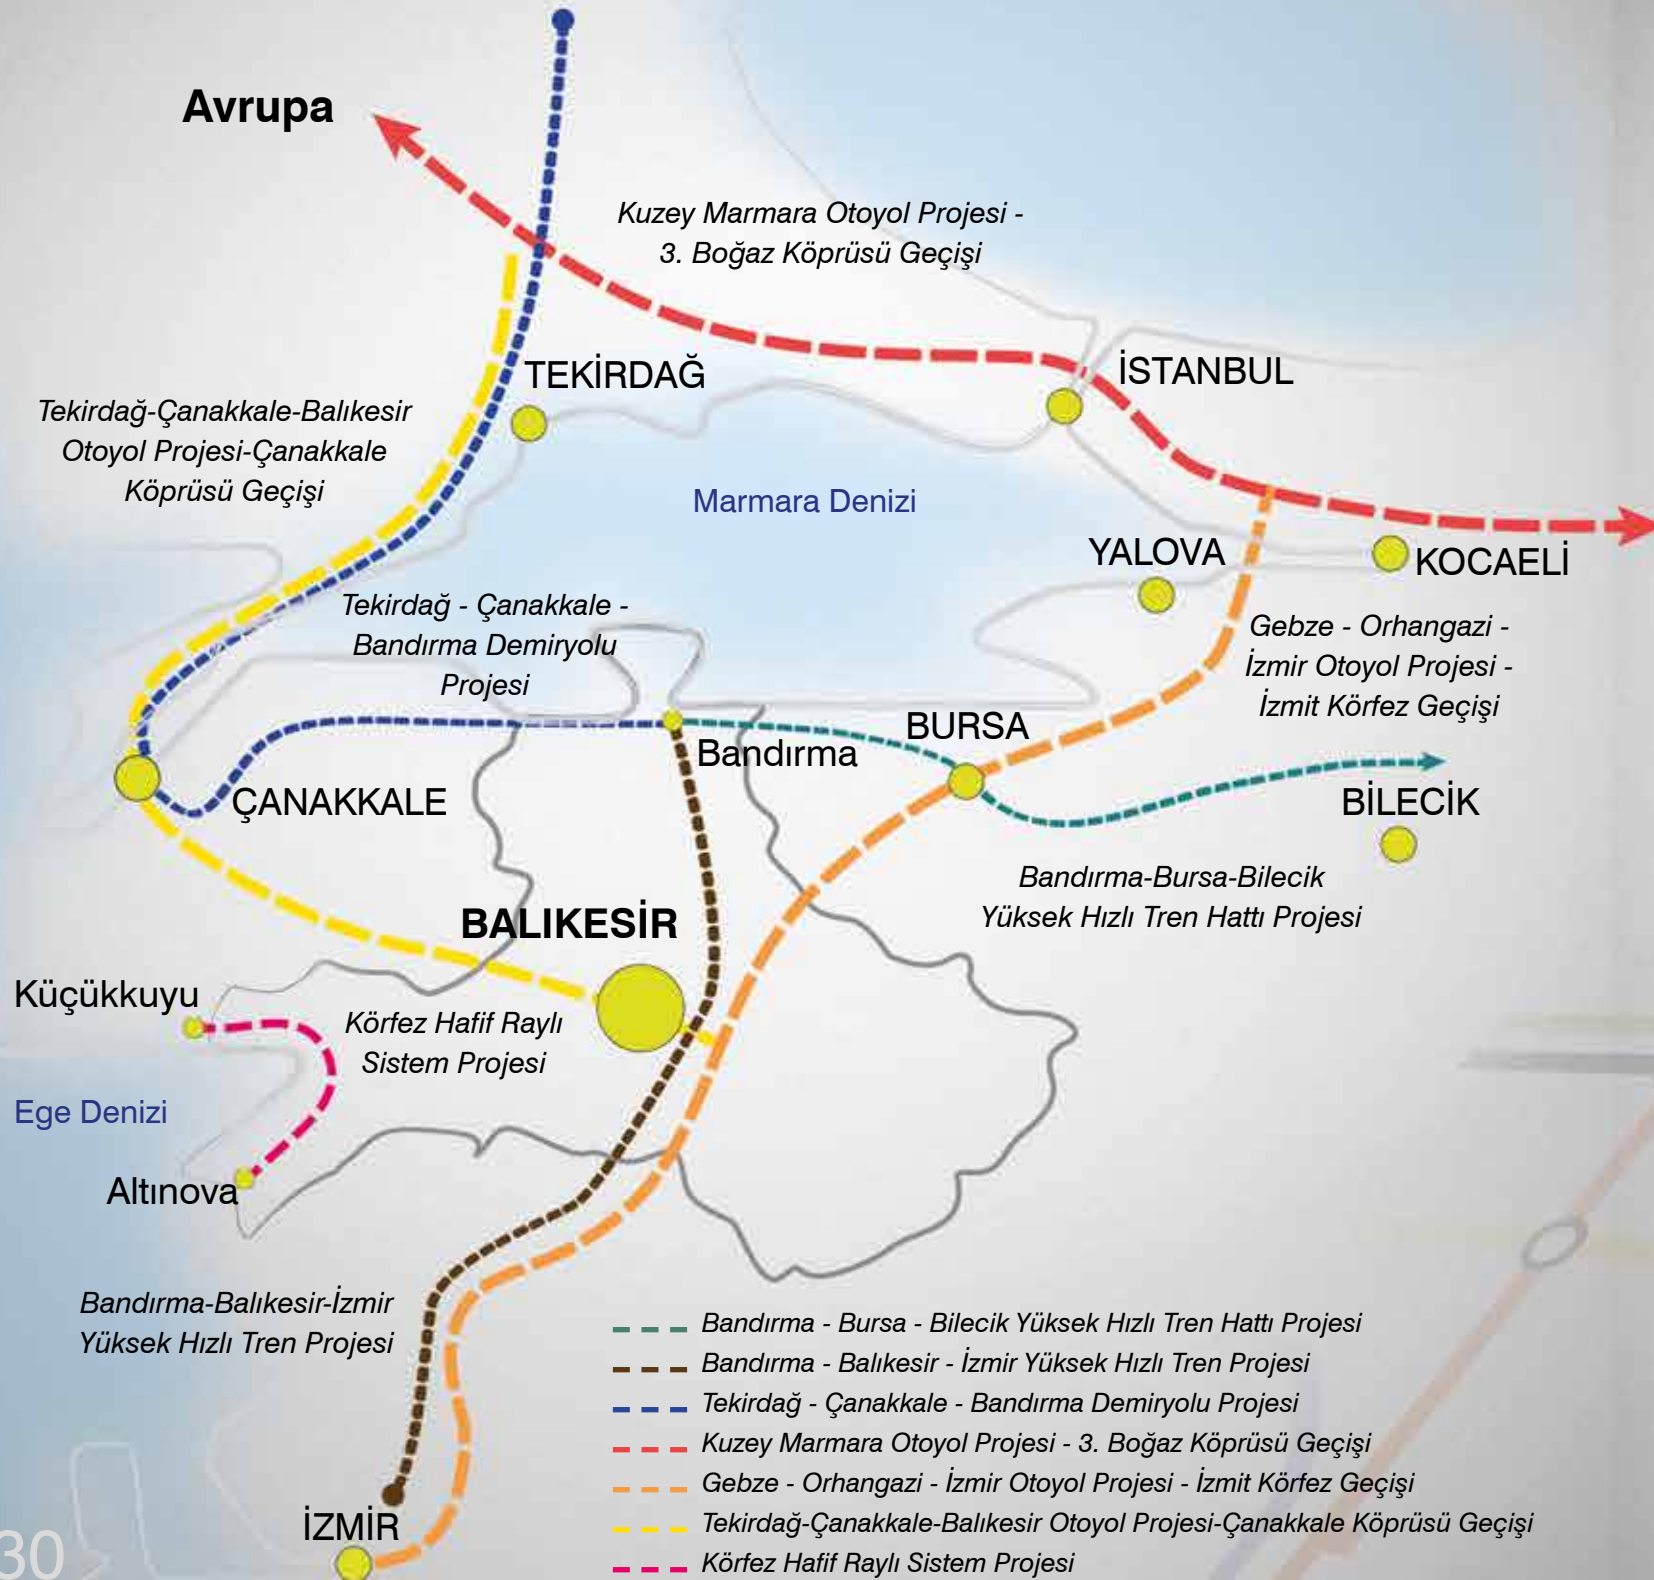 Avrupa
Kuzey Marmara Otoyol Projesi -
3. Boğaz Köprüsü Geçişi
TEKİRDAĞ
İSTANBUL
Tekirdağ-Çanakkale-Balıkesir
Otoyol Projesi-Çanakkale
Köprüsü Geçişi
Marmara Denizi
YALOVA
KOCAELİ
Tekirdağ - Çanakkale -
Bandırma Demiryolu
Projesi
Gebze - Orhangazi -
İzmir Otoyol Projesi -
İzmit Körfez Geçişi
BURSA
Bandırma
ÇANAKKALE
BİLECİK
Bandırma-Bursa-Bilecik
Yüksek Hızlı Tren Hattı Projesi
BALIKESİR
Küçükkuyu
Körfez Hafif Raylı
Sistem Projesi
Ege Denizi
Altınova
Bandırma-Balıkesir-İzmir
Yüksek Hızlı Tren Projesi
İZMİR
Bandırma - Bursa - Bilecik Yüksek Hızlı Tren Hattı Projesi
Bandırma - Balıkesir - İzmir Yüksek Hızlı Tren Projesi
Tekirdağ - Çanakkale - Bandırma Demiryolu Projesi
Kuzey Marmara Otoyol Projesi - 3. Boğaz Köprüsü Geçişi
Gebze - Orhangazi - İzmir Otoyol Projesi - İzmit Körfez Geçişi
Tekirdağ-Çanakkale-Balıkesir Otoyol Projesi-Çanakkale Köprüsü Geçişi
Körfez Hafif Raylı Sistem Projesi
30